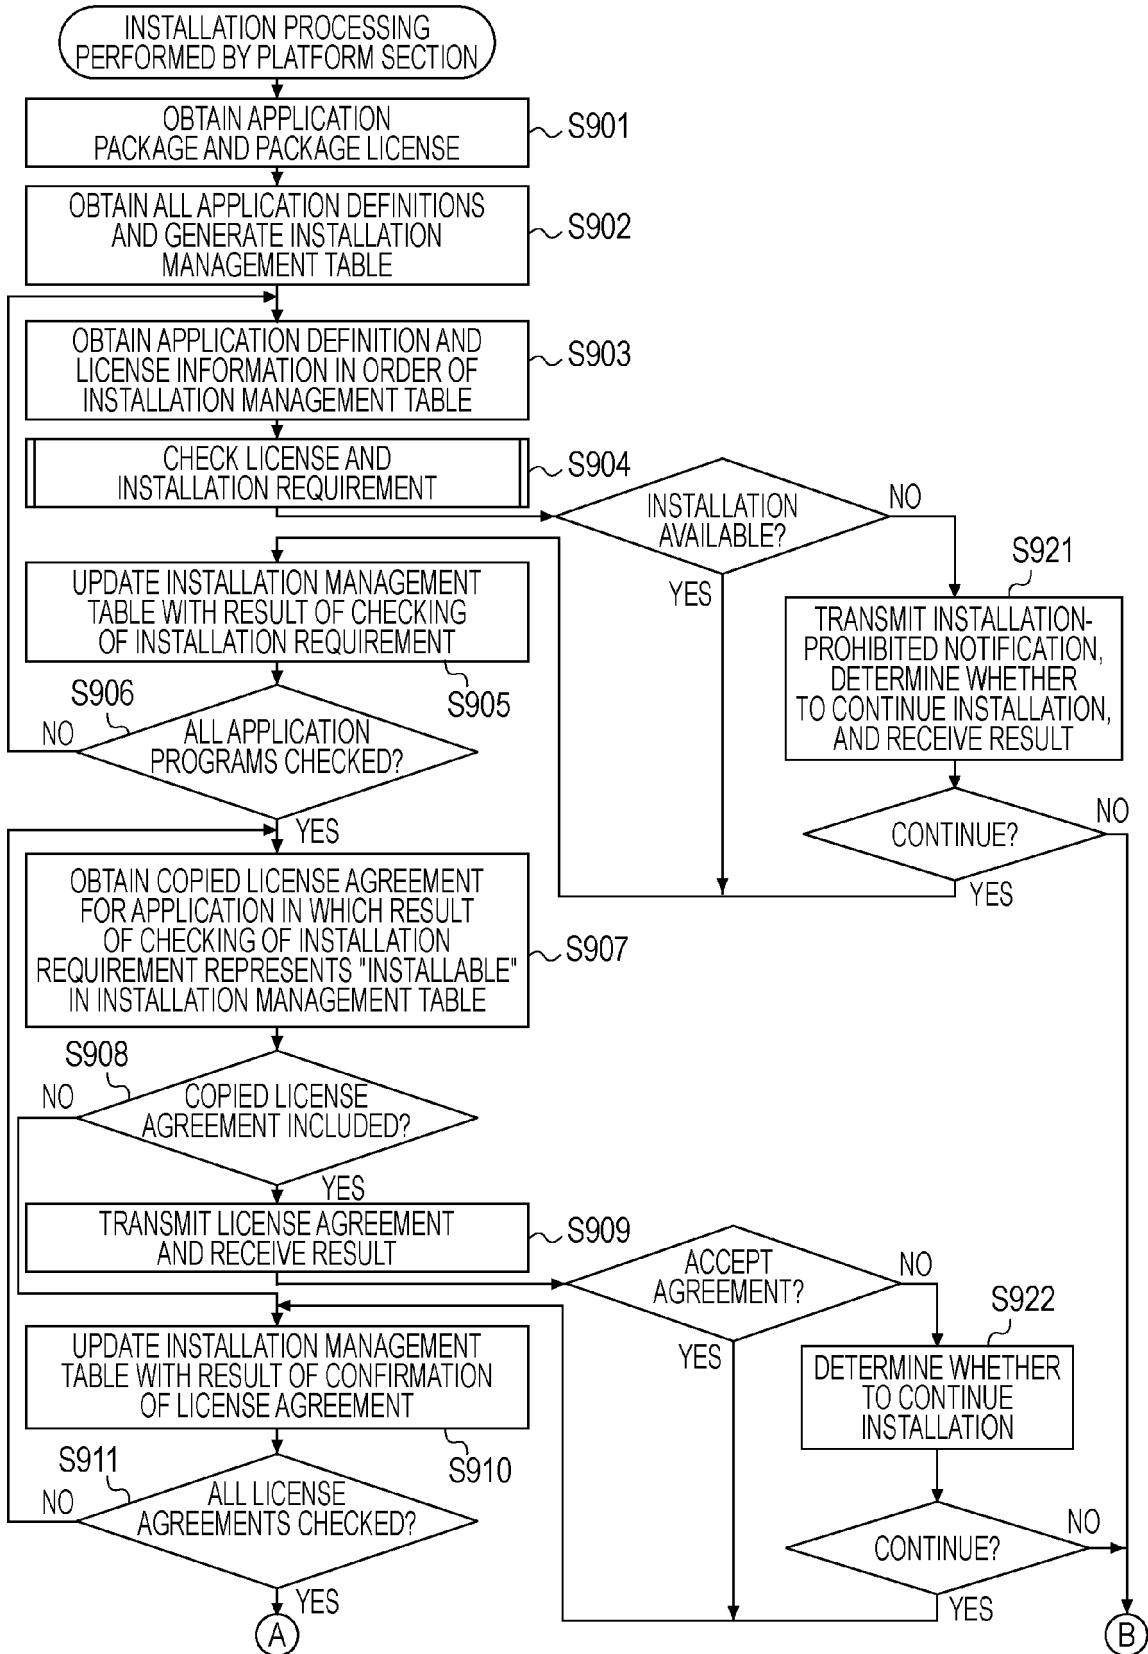 INSTALLATION PROCESSING
PERFORMED BY PLATFORM SECTION
OBTAIN APPLICATION
PACKAGE AND PACKAGE LICENSE
S901
OBTAIN ALL APPLICATION DEFINITIONS
AND GENERATE INSTALLATION
MANAGEMENT TABLE
S902
OBTAIN APPLICATION DEFINITION AND
LICENSE INFORMATION IN ORDER OF
INSTALLATION MANAGEMENT TABLE
S903
CHECK LICENSE AND
INSTALLATION REQUIREMENT
S904
INSTALLATION
AVAILABLE?
NO
YES
S921
TRANSMIT INSTALLATION-
PROHIBITED NOTIFICATION,
DETERMINE WHETHER
TO CONTINUE INSTALLATION,
AND RECEIVE RESULT
CONTINUE?
NO
YES
UPDATE INSTALLATION MANAGEMENT
TABLE WITH RESULT OF CHECKING
OF INSTALLATION REQUIREMENT
S905
S906
ALL APPLICATION
PROGRAMS CHECKED?
NO
YES
OBTAIN COPIED LICENSE AGREEMENT
FOR APPLICATION IN WHICH RESULT
OF CHECKING OF INSTALLATION
REQUIREMENT REPRESENTS "INSTALLABLE"
IN INSTALLATION MANAGEMENT TABLE
S907
S908
COPIED LICENSE
AGREEMENT INCLUDED?
NO
YES
TRANSMIT LICENSE AGREEMENT
AND RECEIVE RESULT
S909
ACCEPT
AGREEMENT?
NO
YES
S922
DETERMINE WHETHER
TO CONTINUE
INSTALLATION
CONTINUE?
NO
YES
UPDATE INSTALLATION MANAGEMENT
TABLE WITH RESULT OF CONFIRMATION
OF LICENSE AGREEMENT
S910
S911
ALL LICENSE
AGREEMENTS CHECKED?
NO
YES
A
B